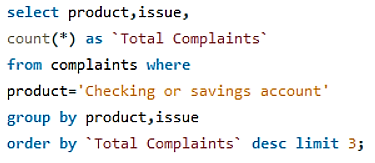 select product,issue,
count(*) as `Total Complaints`
from complaints where
product='Checking or savings account'
group by product,issue
order by `Total Complaints` desc limit 3;